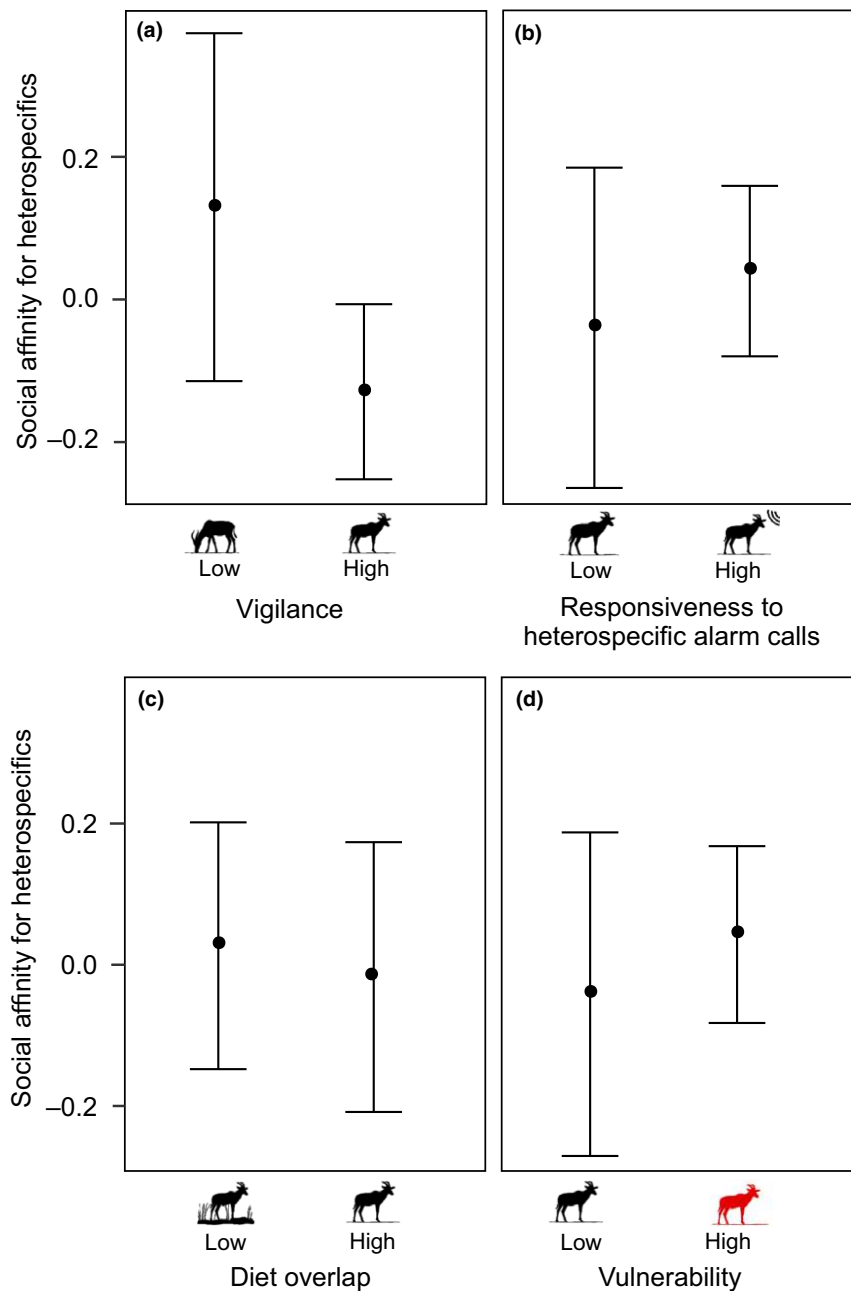 (a)
(b)
Social affinity for heterospecifics
0.2
0.0
–0.2
Low
High
Vigilance
Low
High
Responsiveness to
heterospecific alarm calls
(c)
(d)
Social affinity for heterospecifics
0.2
0.0
–0.2
Low
High
Diet overlap
Low
High
Vulnerability